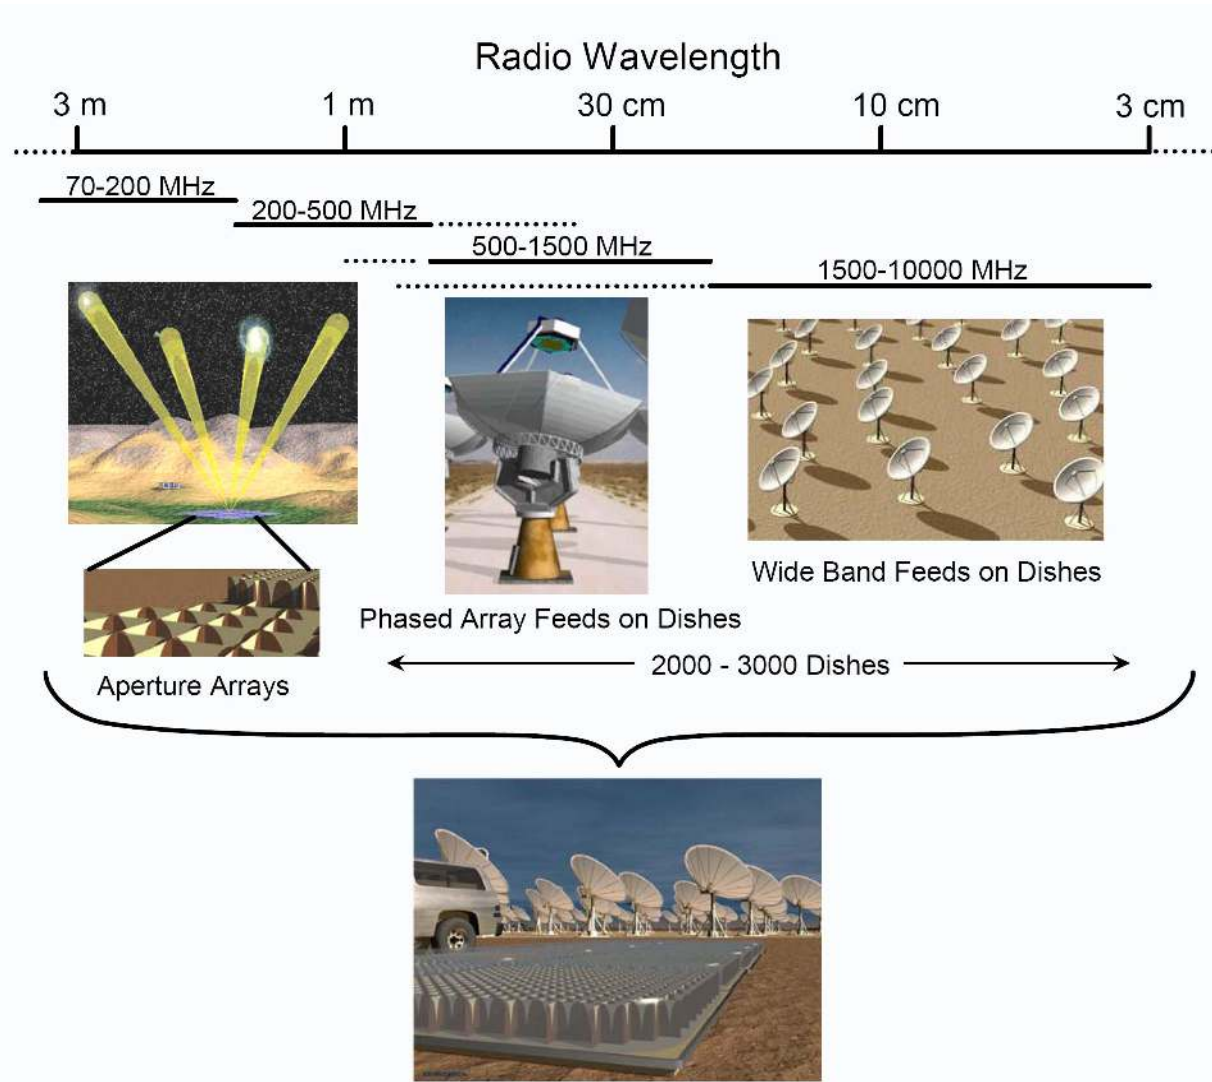 Radio Wavelength
3 m 1 m 30 cm 10 cm 3 cm
70-200 MHz
200-500 MHz
500-1500 MHz
1500-10000 MHz
Wide Band Feeds on Dishes
Phased Array Feeds on Dishes
2000 - 3000 Dishes
Aperture Arrays